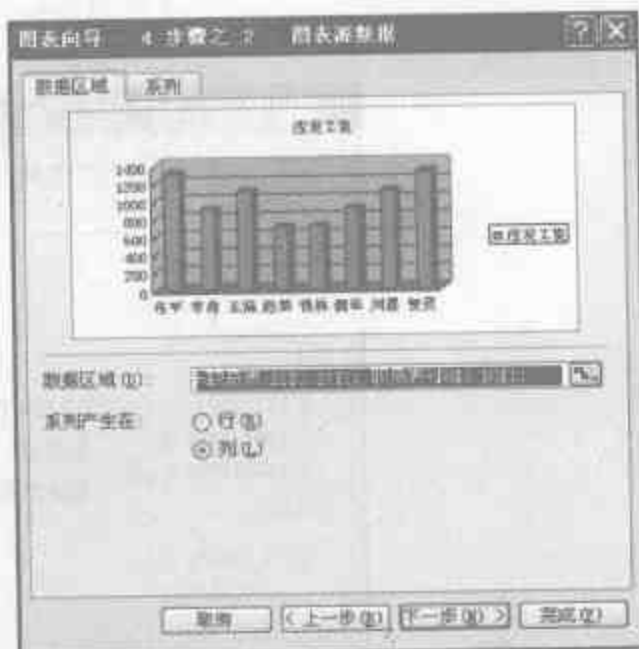 图表向导 - 4 步骤之 2 - 图表源数据
数据区域 系列
应发工资
1400
1200
1000
800
600
400
200
0
应发工资
数据区域(D):
系列产生在:
行(R)
列(L)
取消
< 上一步(B)
下一步(N) >
完成(F)